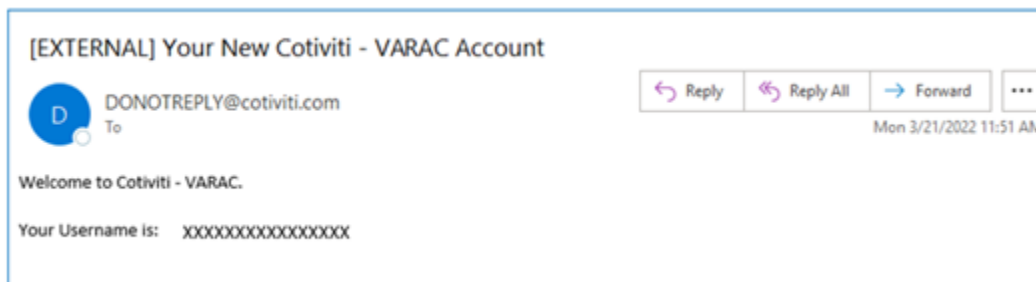 [EXTERNAL] Your New Cotiviti - VARAC Account
D
DONOTREPLY@cotiviti.com
To
Reply
Reply All
Forward
Mon 3/21/2022 11:51 AM
Welcome to Cotiviti - VARAC.
Your Username is: XXXXXXXXXXXXXXXX